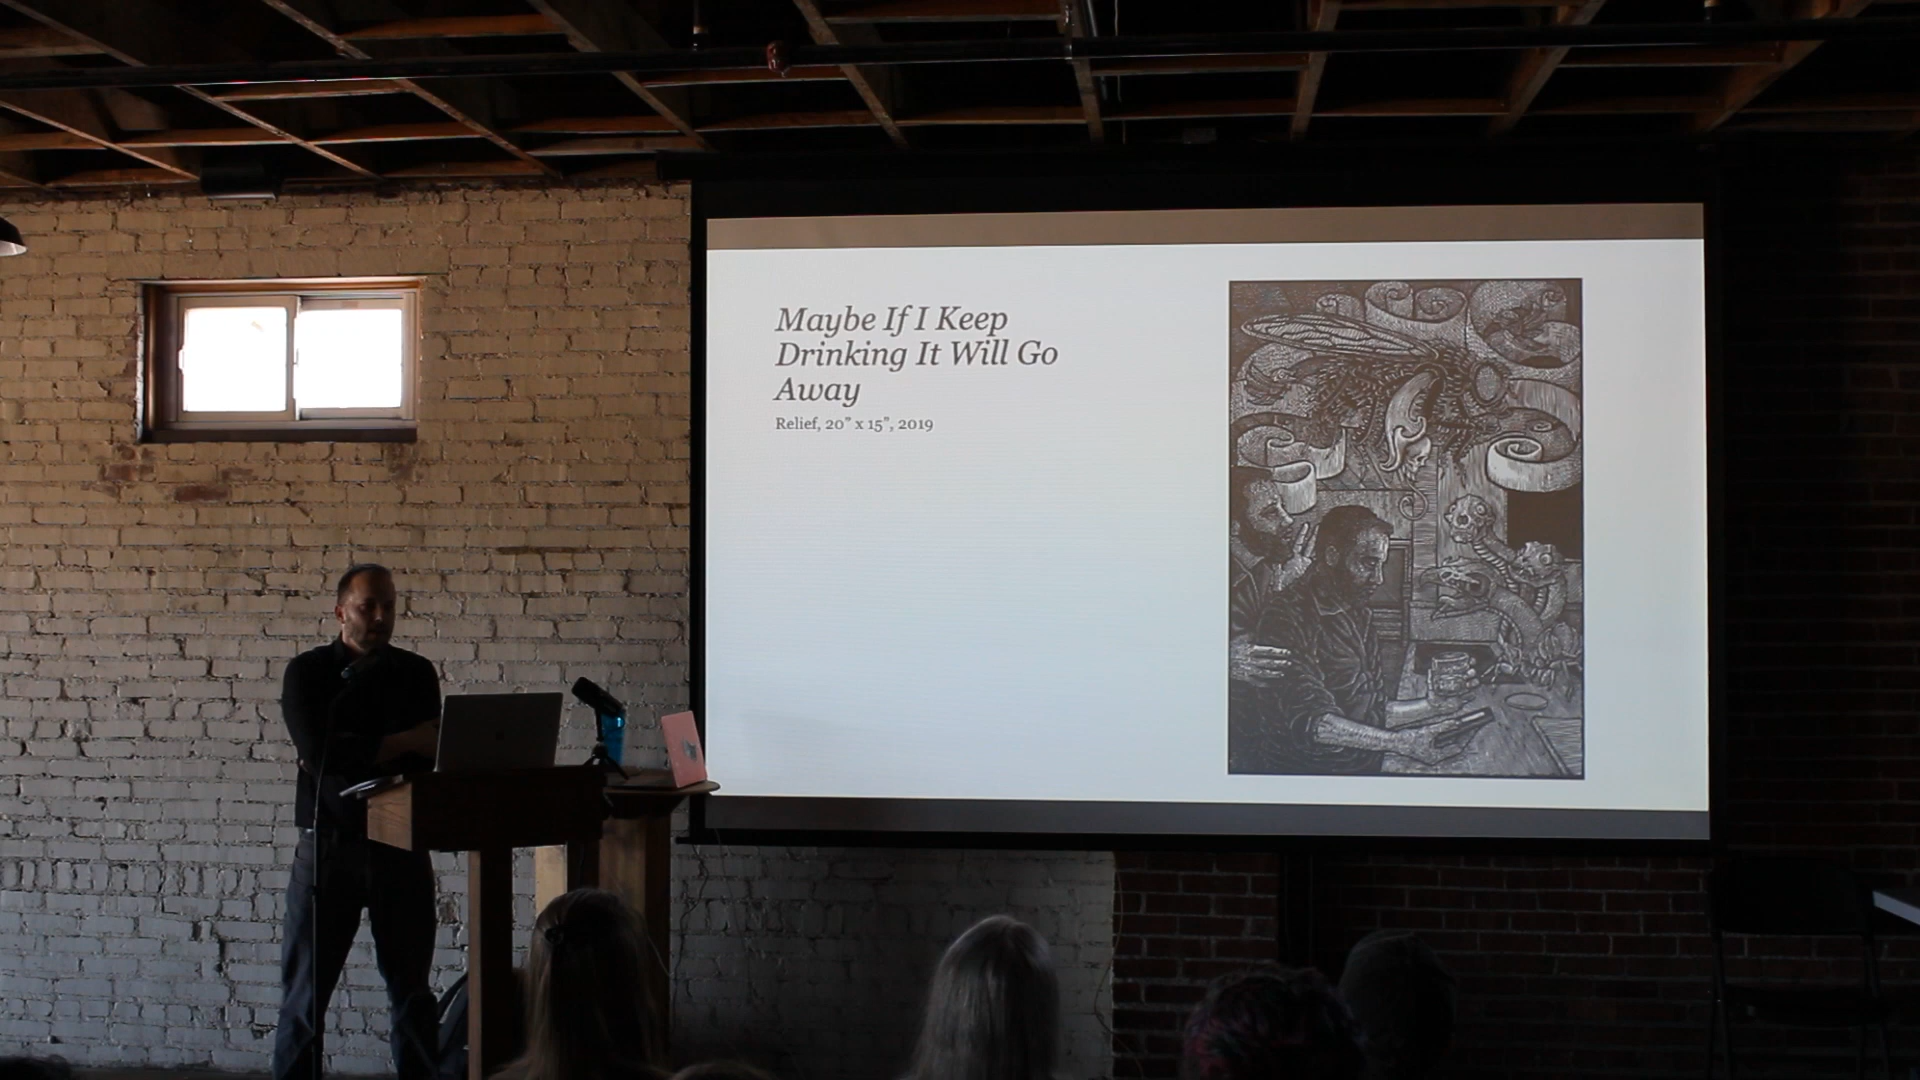 Maybe If I Keep
Drinking It Will Go
Away
Relief, 20” x 15”, 2019